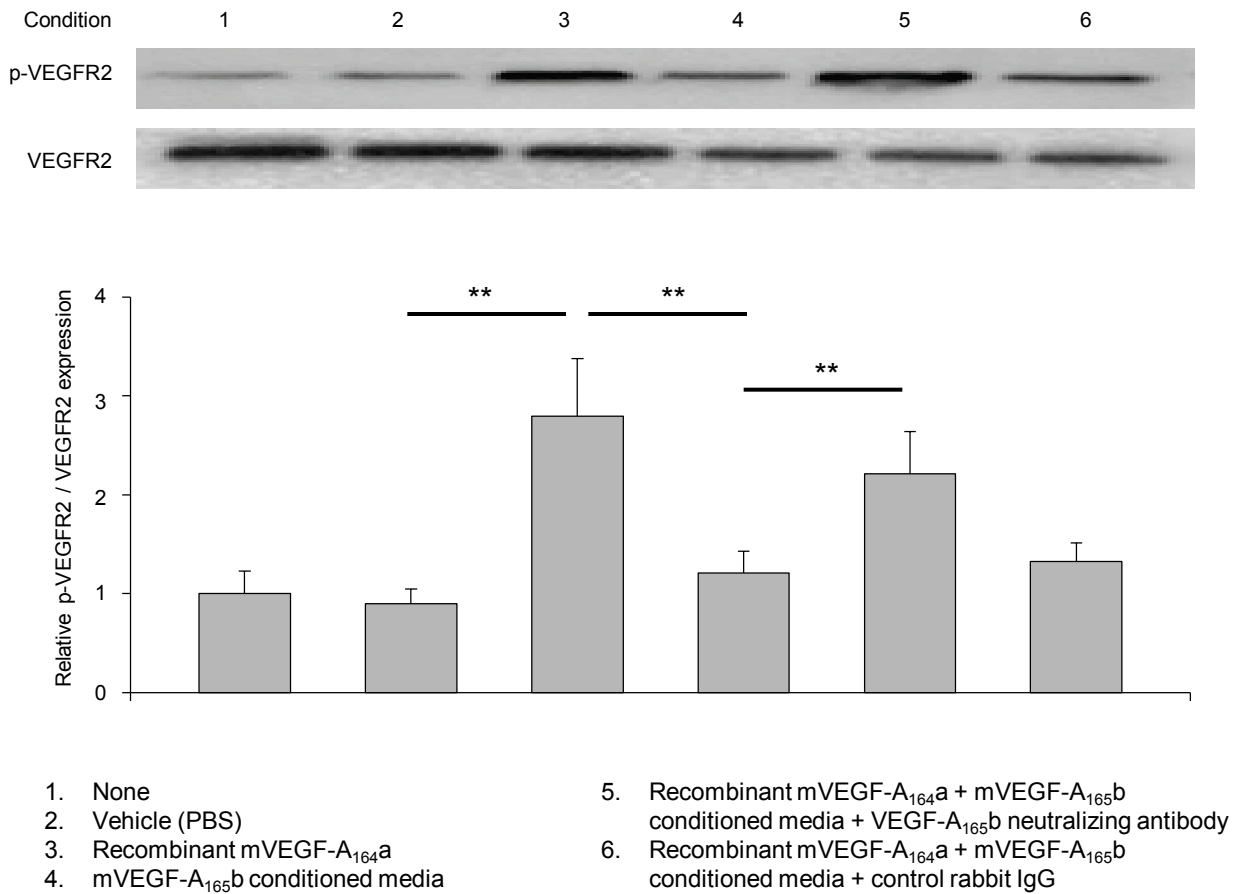 Condition 1 2 3 4 5 6
p-VEGFR2
VEGFR2
Relative p-VEGFR2 / VEGFR2 expression
4
3
2
1
0
** **
**
1. None
2. Vehicle (PBS)
3. Recombinant mVEGF-A₁₆₄a
4. mVEGF-A₁₆₅b conditioned media
5. Recombinant mVEGF-A₁₆₄a + mVEGF-A₁₆₅b
conditioned media + VEGF-A₁₆₅b neutralizing antibody
6. Recombinant mVEGF-A₁₆₄a + mVEGF-A₁₆₅b
conditioned media + control rabbit IgG